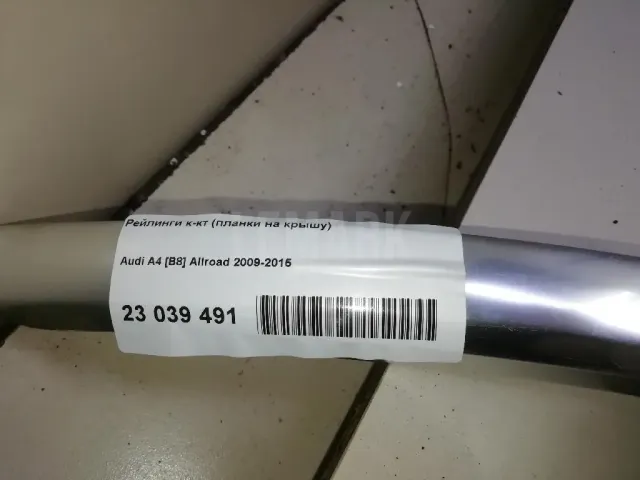 Рейлинги к-кт (планки на крышу)
Audi A4 [B8] Allroad 2009-2015
23 039 491